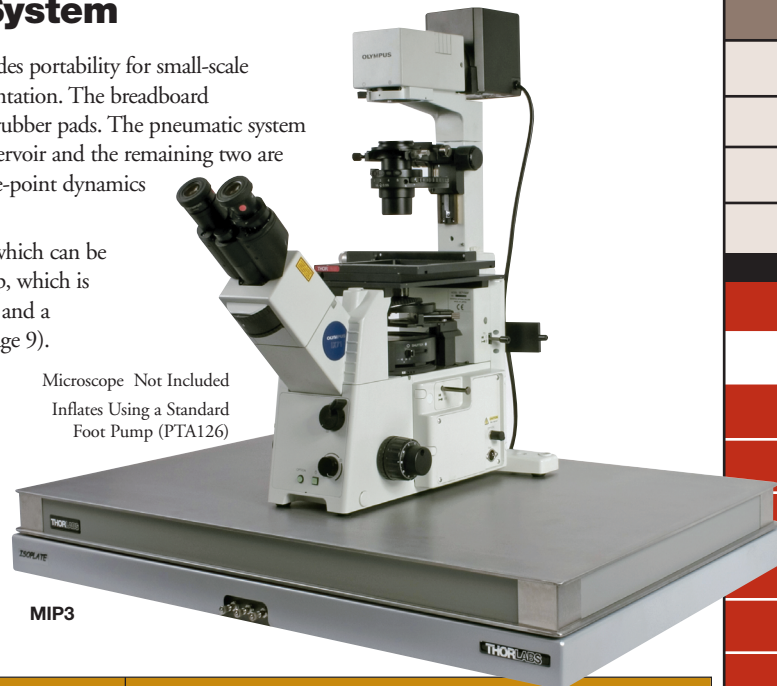 System
des portability for small-scale
ntation. The breadboard
rubber pads. The pneumatic system
ervoir and the remaining two are
e-point dynamics
which can be
p, which is
and a
ge 9).
Microscope Not Included
Inflates Using a Standard
Foot Pump (PTA126)
OLYMPUS
THORLABS
ISOPLATE
MIP3
THORLABS